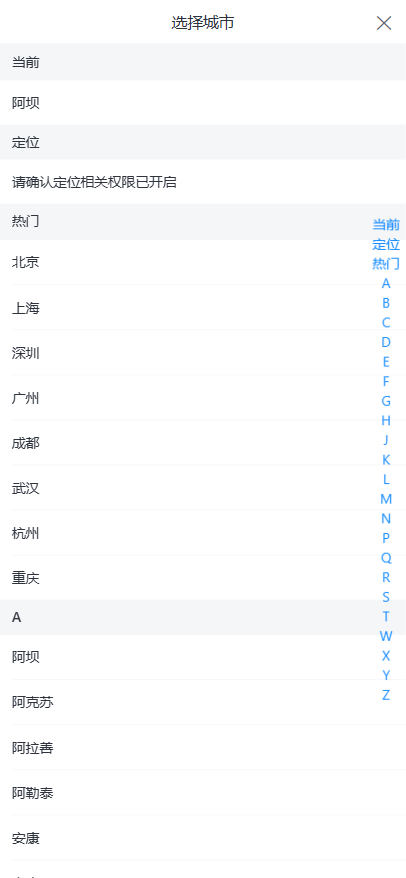 选择城市
当前
阿坝
定位
请确认定位相关权限已开启
热门
北京
上海
深圳
广州
成都
武汉
杭州
重庆
A
阿坝
阿克苏
阿拉善
阿勒泰
安康
当前
定位
热门
A
B
C
D
E
F
G
H
J
K
L
M
N
P
Q
R
S
T
W
X
Y
Z